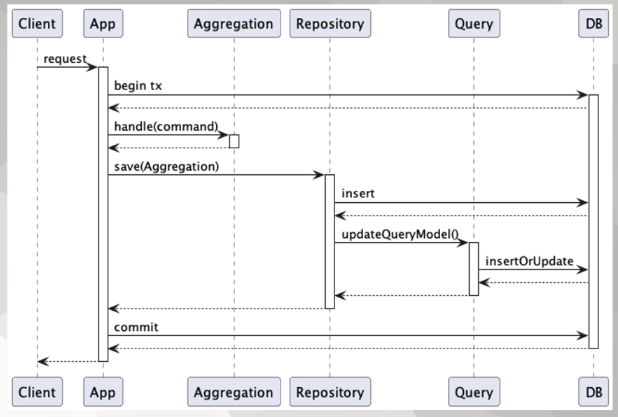 Client App Aggregation Repository Query DB
request
begin tx
handle(command)
save(Aggregation)
insert
updateQueryModel()
insertOrUpdate
commit
Client App Aggregation Repository Query DB